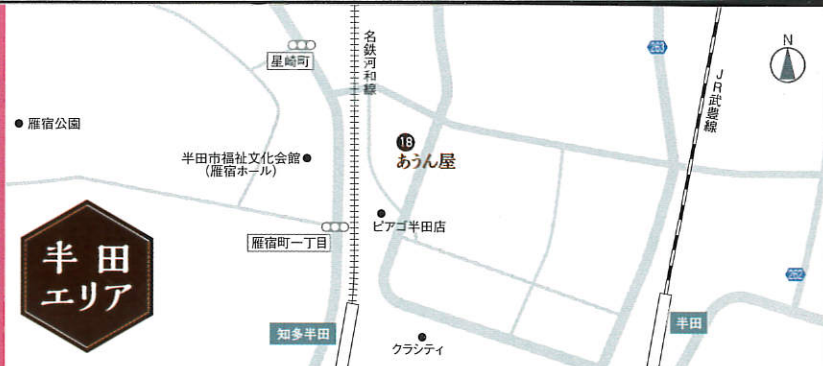 星崎町
名鉄河和線
263
N
JR武豊線
雁宿公園
半田市福祉文化会館
(雁宿ホール)
18
あうん屋
ピアゴ半田店
雁宿町一丁目
半田
エリア
262
知多半田
クラシティ
半田